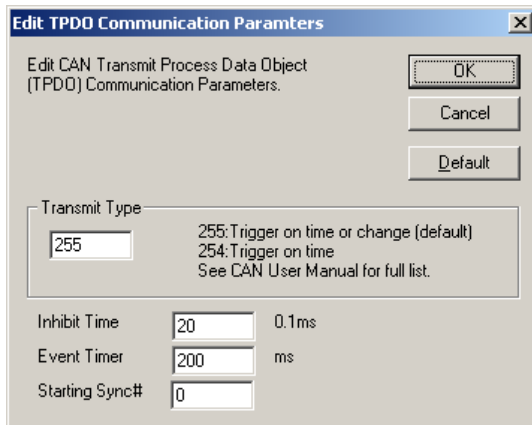 Edit TPDO Communication Paramters
Edit CAN Transmit Process Data Object
(TPDO) Communication Parameters.
OK
Cancel
Default
Transmit Type
255
255:Trigger on time or change (default)
254:Trigger on time
See CAN User Manual for full list.
Inhibit Time 20 0.1ms
Event Timer 200 ms
Starting Sync# 0